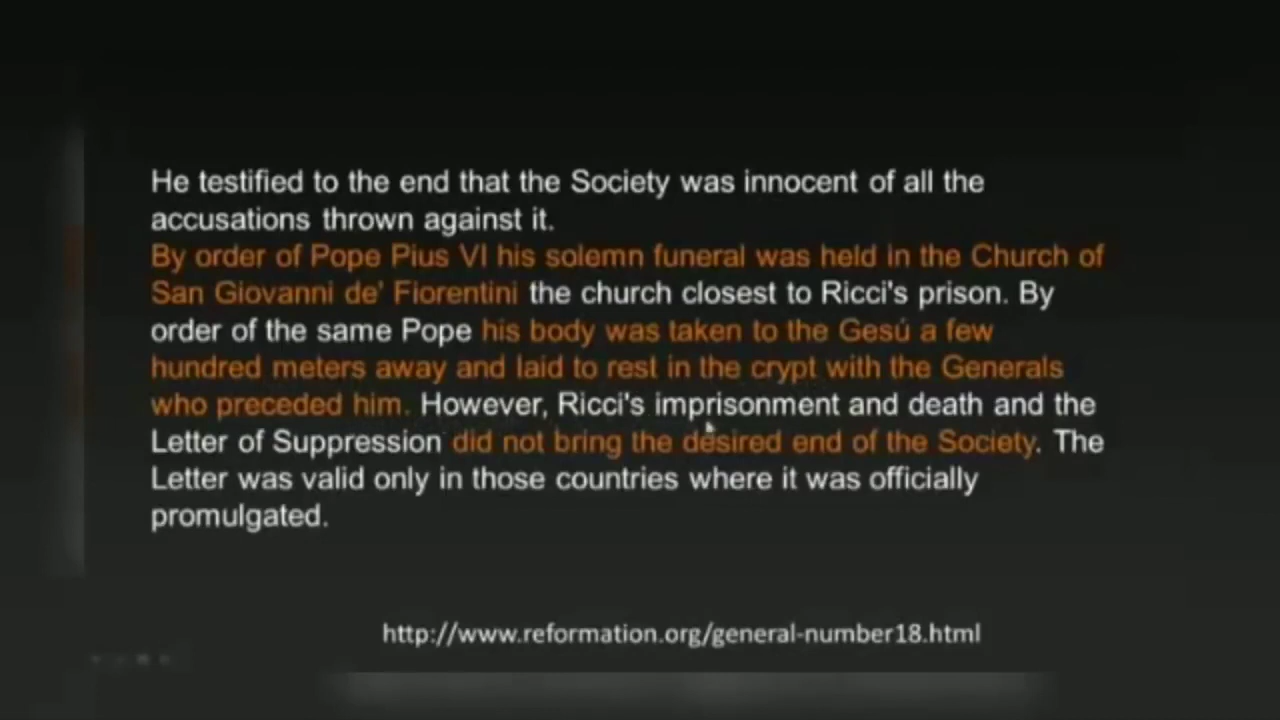 He testified to the end that the Society was innocent of all the
accusations thrown against it.
By order of Pope Pius VI his solemn funeral was held in the Church of
San Giovanni de' Fiorentini the church closest to Ricci's prison. By
order of the same Pope his body was taken to the Gesú a few
hundred meters away and laid to rest in the crypt with the Generals
who preceded him. However, Ricci's imprisonment and death and the
Letter of Suppression did not bring the desired end of the Society. The
Letter was valid only in those countries where it was officially
promulgated.
http://www.reformation.org/general-number18.html